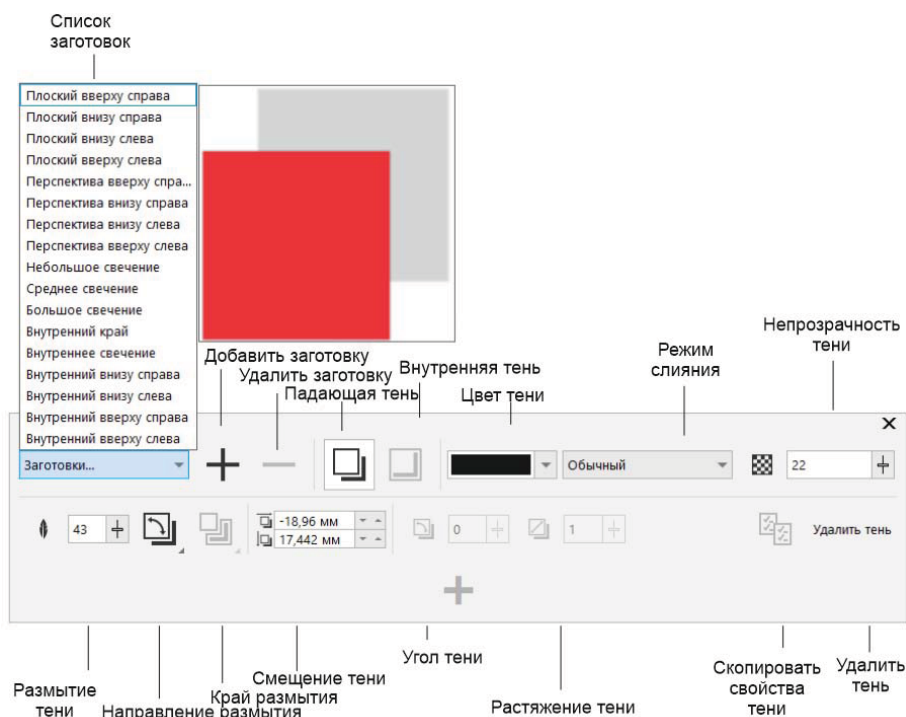 Список
заготовок
Плоский вверху справа
Плоский внизу справа
Плоский внизу слева
Плоский вверху слева
Перспектива вверху спра...
Перспектива внизу справа
Перспектива внизу слева
Перспектива вверху слева
Небольшое свечение
Среднее свечение
Большое свечение
Внутренний край
Внутреннее свечение
Внутренний внизу справа
Внутренний внизу слева
Внутренний вверху справа
Внутренний вверху слева
Добавить заготовку
Удалить заготовку
Падающая тень
Внутренняя тень
Цвет тени
Режим
слияния
Непрозрачность
тени
Заготовки...
Обычный
22
43
-18,96 мм
17,442 мм
0
1
Удалить тень
Размытие
тени
Направление размытия
Край размытия
Смещение тени
Угол тени
Растяжение тени
Скопировать
свойства
тени
Удалить
тень